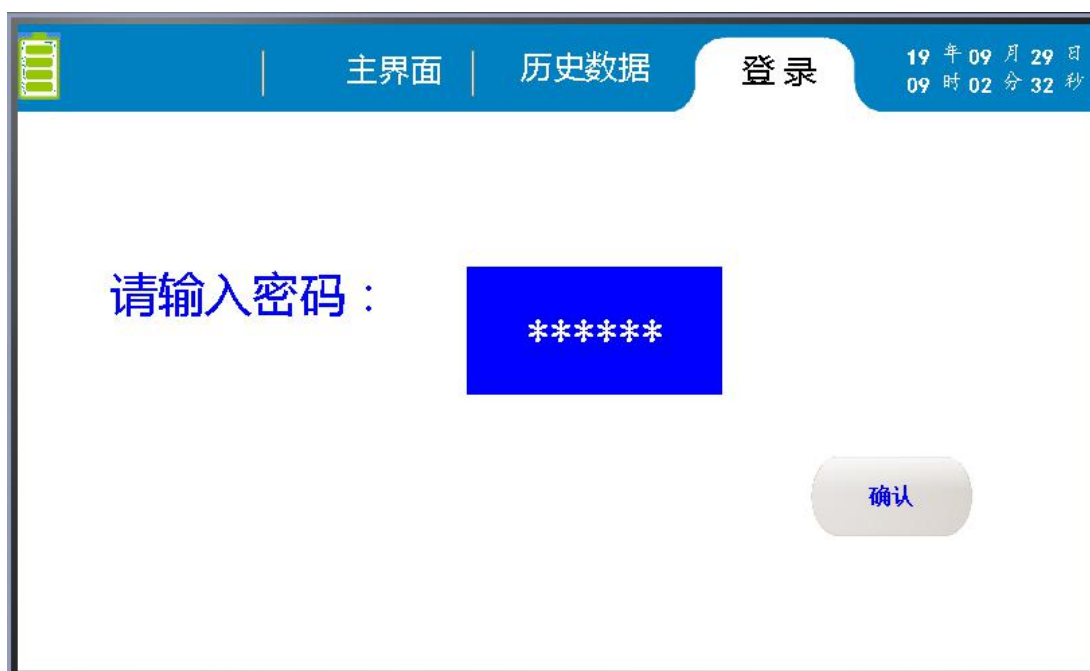 主界面 历史数据 登录 19 年 09 月 29 日
09 时 02 分 32 秒
请输入密码：
******
确认